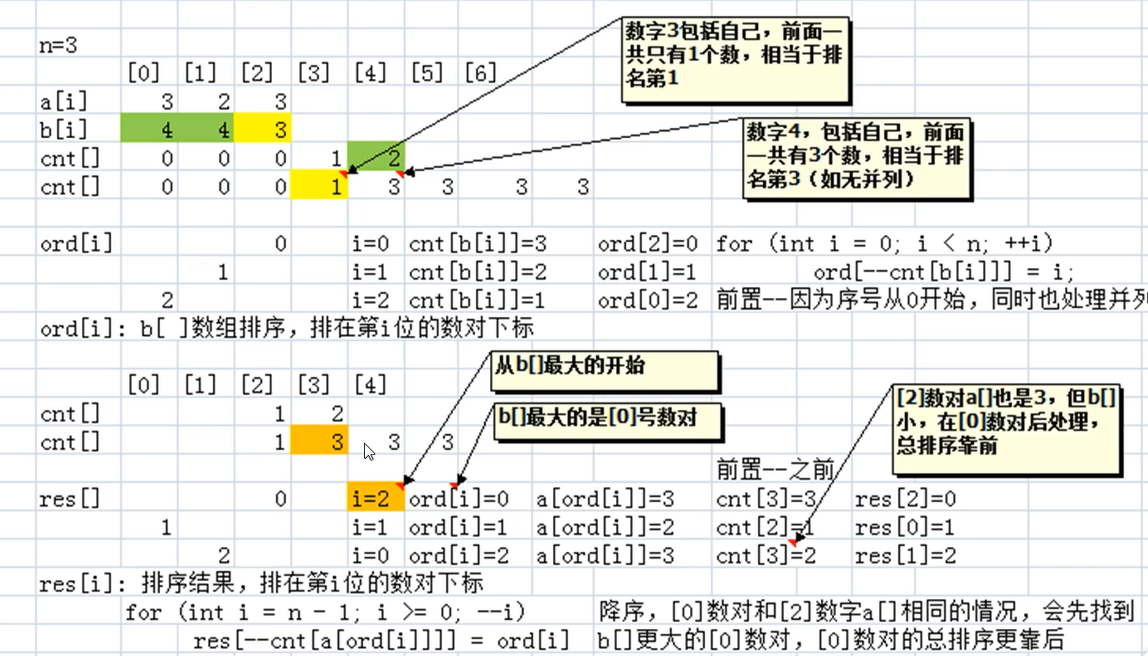 数字3包括自己，前面一
共只有1个数，相当于排
名第1
n=3
[0] [1] [2] [3] [4] [5] [6]
a[i] 3 2 3
b[i] 4 4 3
数字4，包括自己，前面
一共有3个数，相当于排
名第3（如无并列）
cnt[] 0 0 0 1 2
cnt[] 0 0 0 1 3 3 3 3
ord[i] 0 i=0 cnt[b[i]]=3 ord[2]=0 for (int i = 0; i < n; ++i)
1 i=1 cnt[b[i]]=2 ord[1]=1 ord[--cnt[b[i]]] = i;
2 i=2 cnt[b[i]]=1 ord[0]=2 前置--因为序号从0开始，同时也处理并列
ord[i]: b[ ]数组排序，排在第i位的数对下标
从b[]最大的开始
[0] [1] [2] [3] [4]
b[]最大的是[0]号数对
[2]数对a[]也是3，但b[]
小，在[0]数对后处理，
总排序靠前
cnt[] 1 2
cnt[] 1 3 3 3
前置--之前
res[] 0 i=2 ord[i]=0 a[ord[i]]=3 cnt[3]=3 res[2]=0
1 i=1 ord[i]=1 a[ord[i]]=2 cnt[2]=1 res[0]=1
2 i=0 ord[i]=2 a[ord[i]]=3 cnt[3]=2 res[1]=2
res[i]: 排序结果，排在第i位的数对下标
for (int i = n - 1; i >= 0; --i) 降序，[0]数对和[2]数字a[]相同的情况，会先找到
res[--cnt[a[ord[i]]]] = ord[i] b[]更大的[0]数对，[0]数对的总排序更靠后